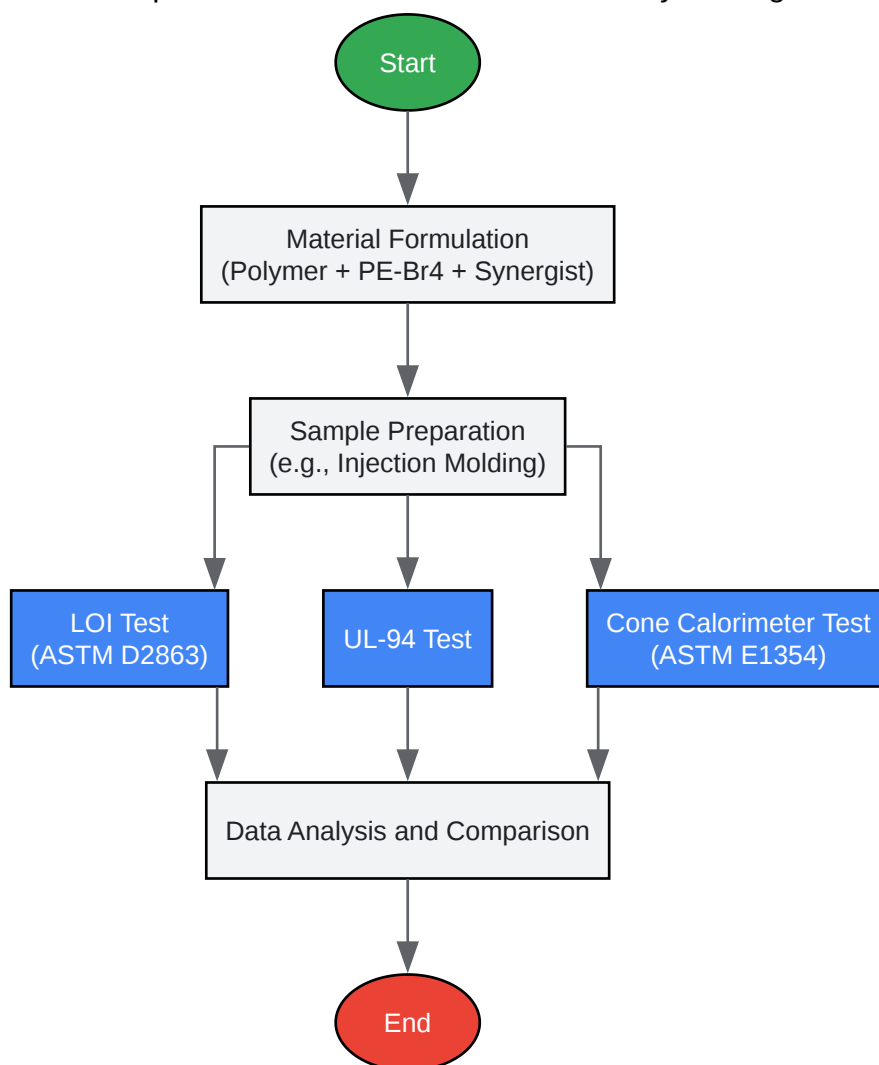 Start
Material Formulation
(Polymer + PE-Br4 + Synergist)
Sample Preparation
(e.g., Injection Molding)
LOI Test
(ASTM D2863)
UL-94 Test
Cone Calorimeter Test
(ASTM E1354)
Data Analysis and Comparison
End